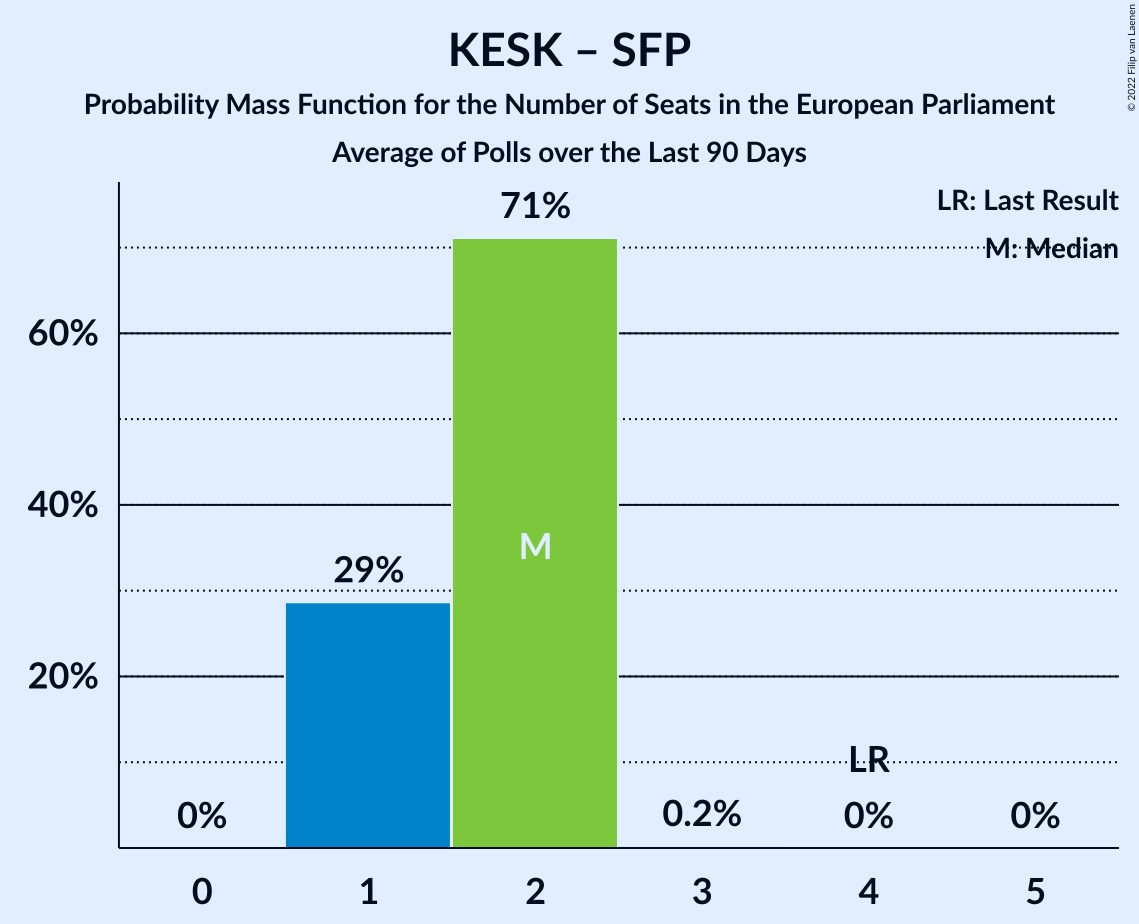 KESK – SFP
Probability Mass Function for the Number of Seats in the European Parliament
Average of Polls over the Last 90 Days
© 2022 Filip van Laenen
LR: Last Result
M: Median
71%
60%
40%
M
29%
20%
LR
0%
0.2%
0%
0%
0
1
2
3
4
5